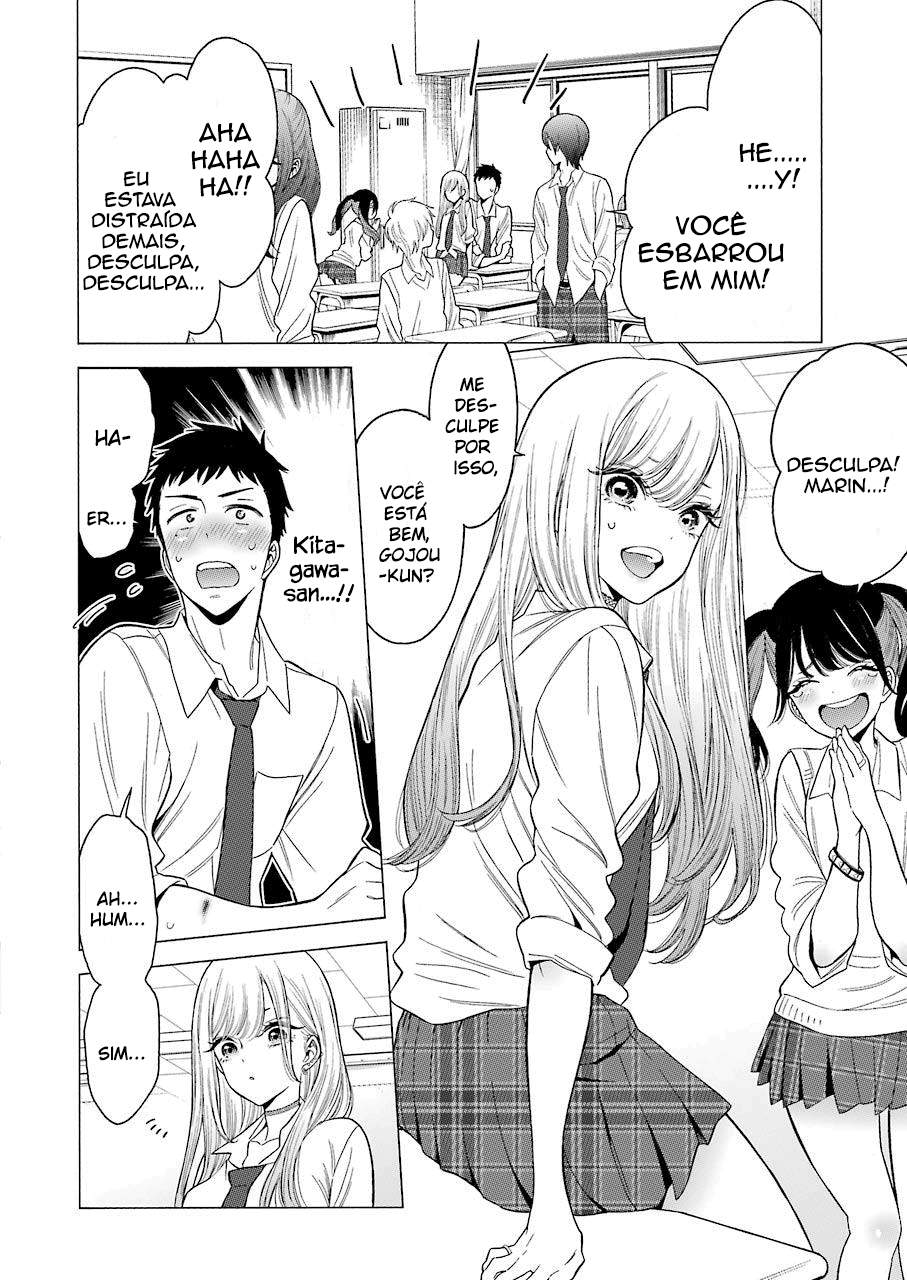 HE.....
....Y!
VOCÊ
ESBARROU
EM MIM!
AHA
HAHA
HA!!
EU
ESTAVA
DISTRAÍDA
DEMAIS,
DESCULPA,
DESCULPA...
DESCULPA!
MARIN...!
ME
DES-
CULPE
POR
ISSO,
VOCÊ
ESTÁ
BEM,
GOJOU
-KUN?
Kita-
gawa-
san...!!
HA-
ER...
AH...
HUM...
SIM...